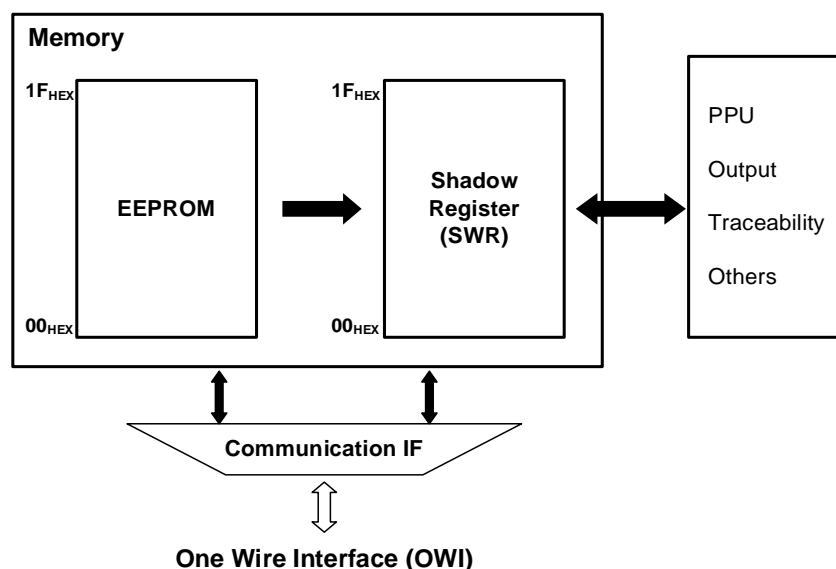 Memory
1FHEX
EEPROM
00HEX
1FHEX
Shadow
Register
(SWR)
00HEX
PPU
Output
Traceability
Others
Communication IF
One Wire Interface (OWI)